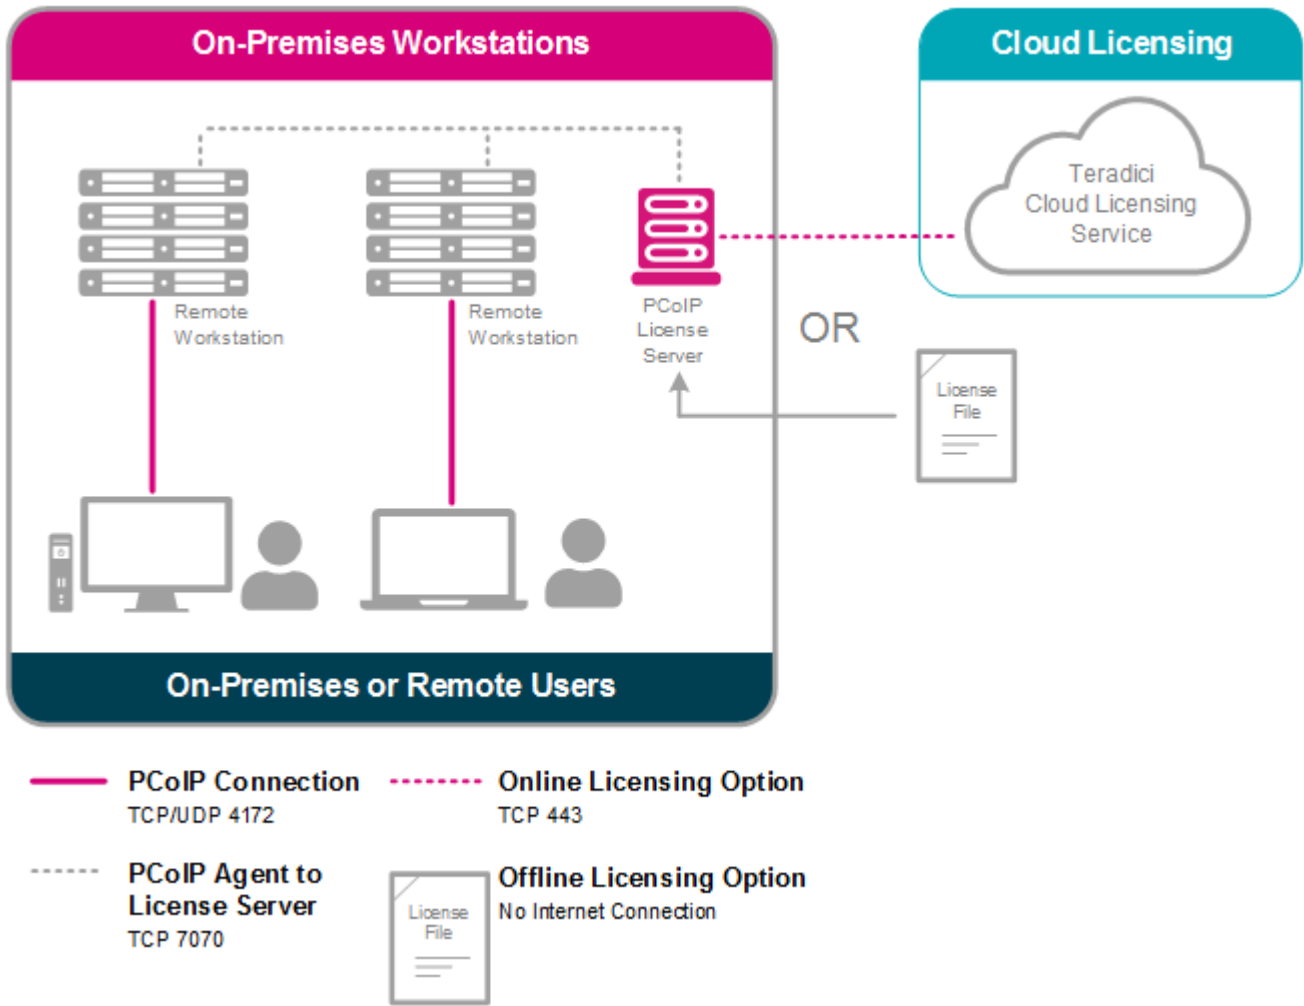 On-Premises Workstations
Cloud Licensing
Teradici
Cloud Licensing
Service
Remote
Workstation
Remote
Workstation
PCoIP
License
Server
OR
License
File
On-Premises or Remote Users
PCoIP Connection
TCP/UDP 4172
Online Licensing Option
TCP 443
PCoIP Agent to
License Server
TCP 7070
License
File
Offline Licensing Option
No Internet Connection